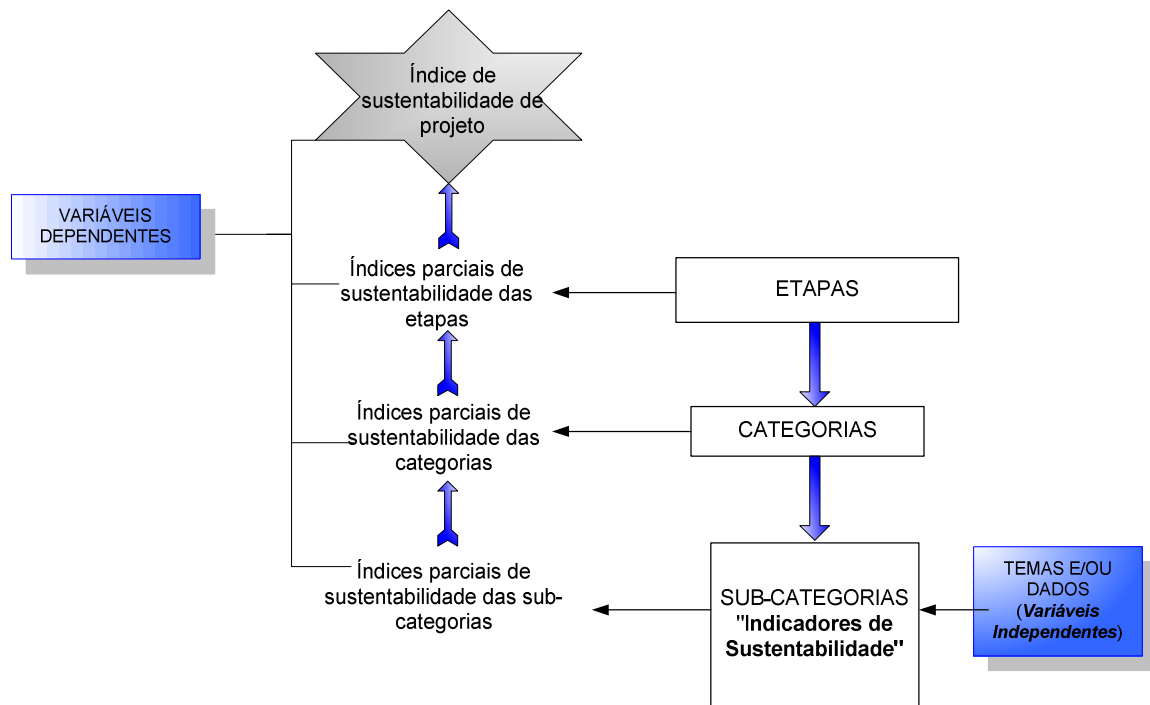 Índice de
sustentabilidade de
projeto
VARIÁVEIS
DEPENDENTES
Índices parciais de
sustentabilidade das
etapas
ETAPAS
Índices parciais de
sustentabilidade das
categorias
CATEGORIAS
Índices parciais de
sustentabilidade das sub-
categorias
SUB-CATEGORIAS
"Indicadores de
Sustentabilidade"
TEMAS E/OU
DADOS
(Variáveis
Independentes)